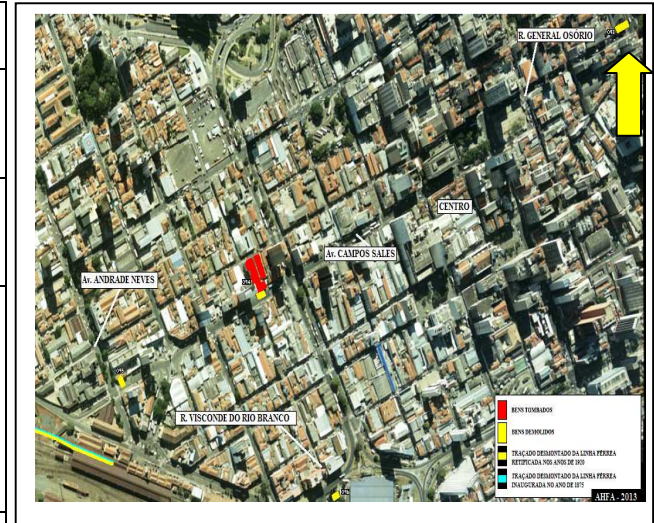 R. GENERAL OSÓRIO
CENTRO
Av. CAMPOS SALES
094
Av. ANDRADE NEVES
R. VISCONDE DO RIO BRANCO
BENS TOMBADOS
BENS DEMOLIDOS
TRAÇADO DESMONTADO DA LINHA FÉRREA
RETIFICADA NOS ANOS DE 1920
TRAÇADO DESMONTADO DA LINHA FÉRREA
INAUGURADA NO ANO DE 1875
AHFA - 2013